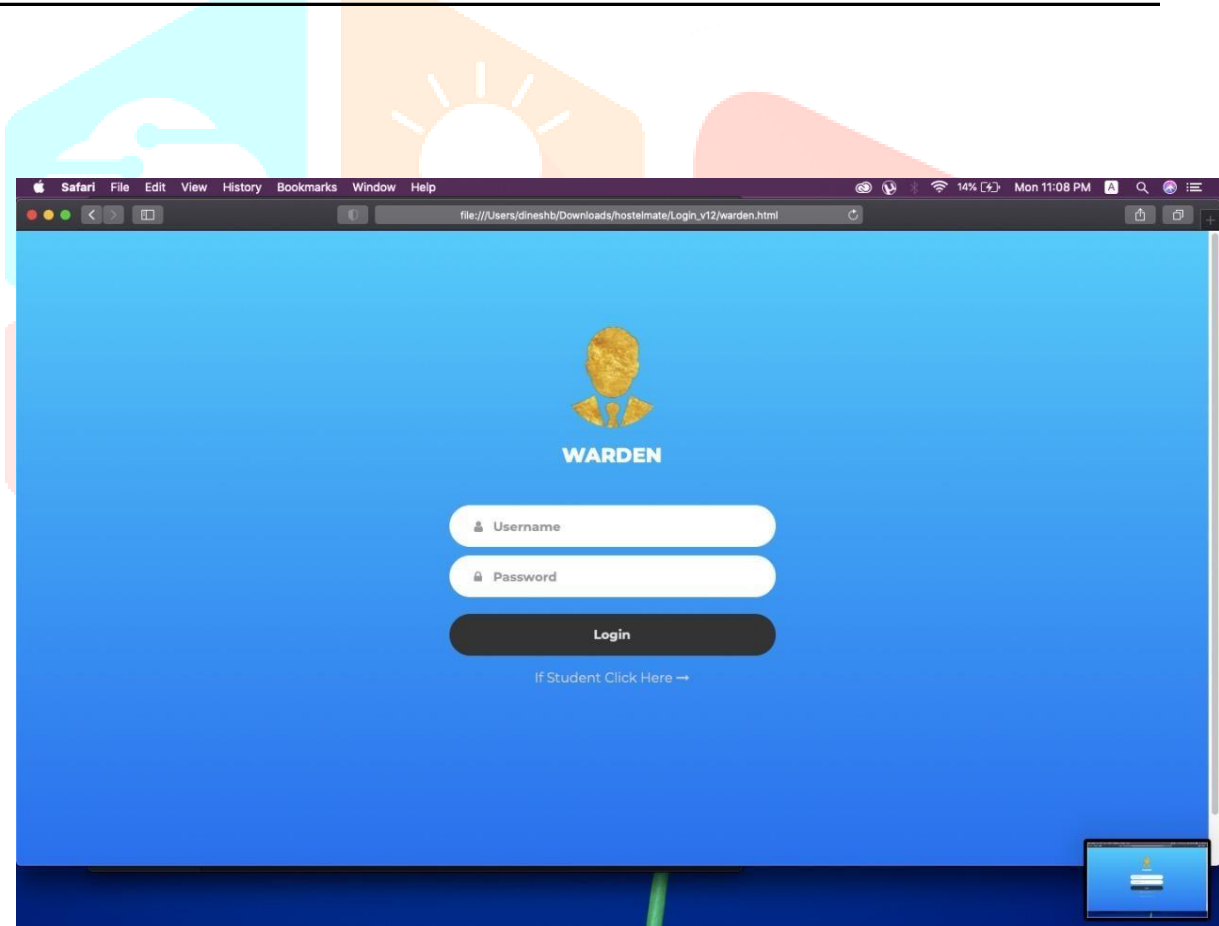 Safari File Edit View History Bookmarks Window Help 14% Mon 11:08 PM A
file:///Users/dineshb/Downloads/hostelmate/Login_v12/warden.html
WARDEN
Username
Password
Login
If Student Click Here →